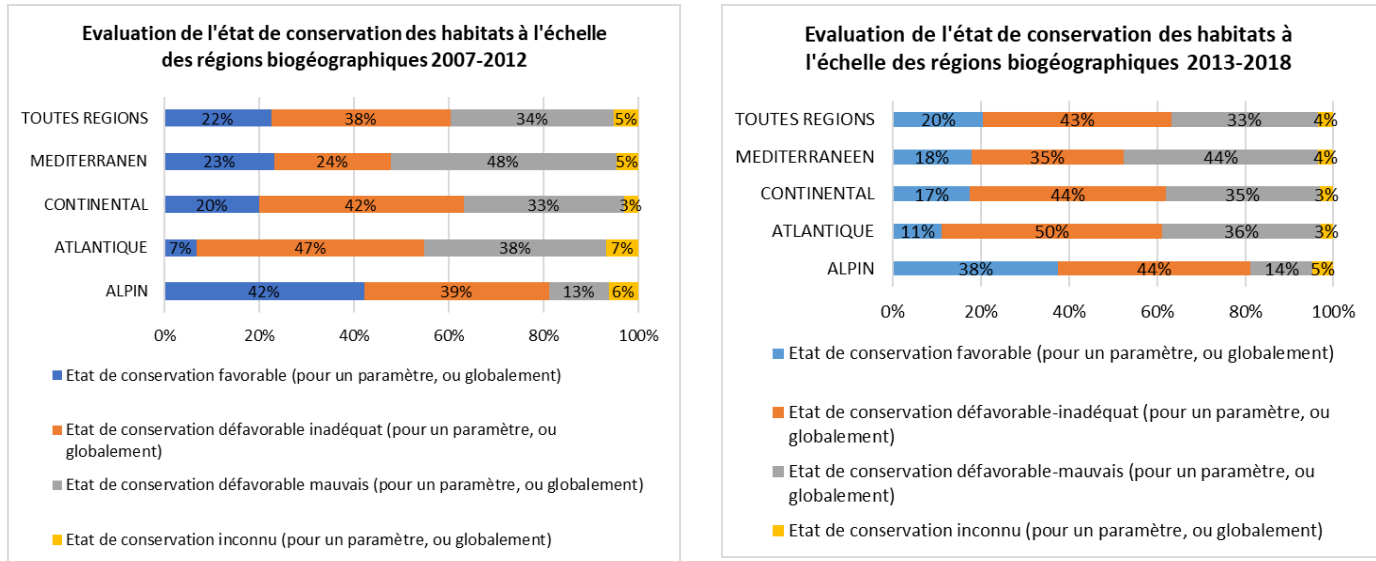 Evaluation de l'état de conservation des habitats à l'échelle
des régions biogéographiques 2007-2012
TOUTES REGIONS 22% 38% 34% 5%
MEDITERRANEN 23% 24% 48% 5%
CONTINENTAL 20% 42% 33% 3%
ATLANTIQUE 7% 47% 38% 7%
ALPIN 42% 39% 13% 6%
0% 20% 40% 60% 80% 100%
Etat de conservation favorable (pour un paramètre, ou globalement)
Etat de conservation défavorable inadéquat (pour un paramètre, ou
globalement)
Etat de conservation défavorable mauvais (pour un paramètre, ou globalement)
Etat de conservation inconnu (pour un paramètre, ou globalement)
Evaluation de l'état de conservation des habitats à
l'échelle des régions biogéographiques 2013-2018
TOUTES REGIONS 20% 43% 33% 4%
MEDITERRANEEN 18% 35% 44% 4%
CONTINENTAL 17% 44% 35% 3%
ATLANTIQUE 11% 50% 36% 3%
ALPIN 38% 44% 14% 5%
0% 20% 40% 60% 80% 100%
Etat de conservation favorable (pour un paramètre, ou globalement)
Etat de conservation défavorable-inadéquat (pour un paramètre, ou
globalement)
Etat de conservation défavorable-mauvais (pour un paramètre, ou
globalement)
Etat de conservation inconnu (pour un paramètre, ou globalement)